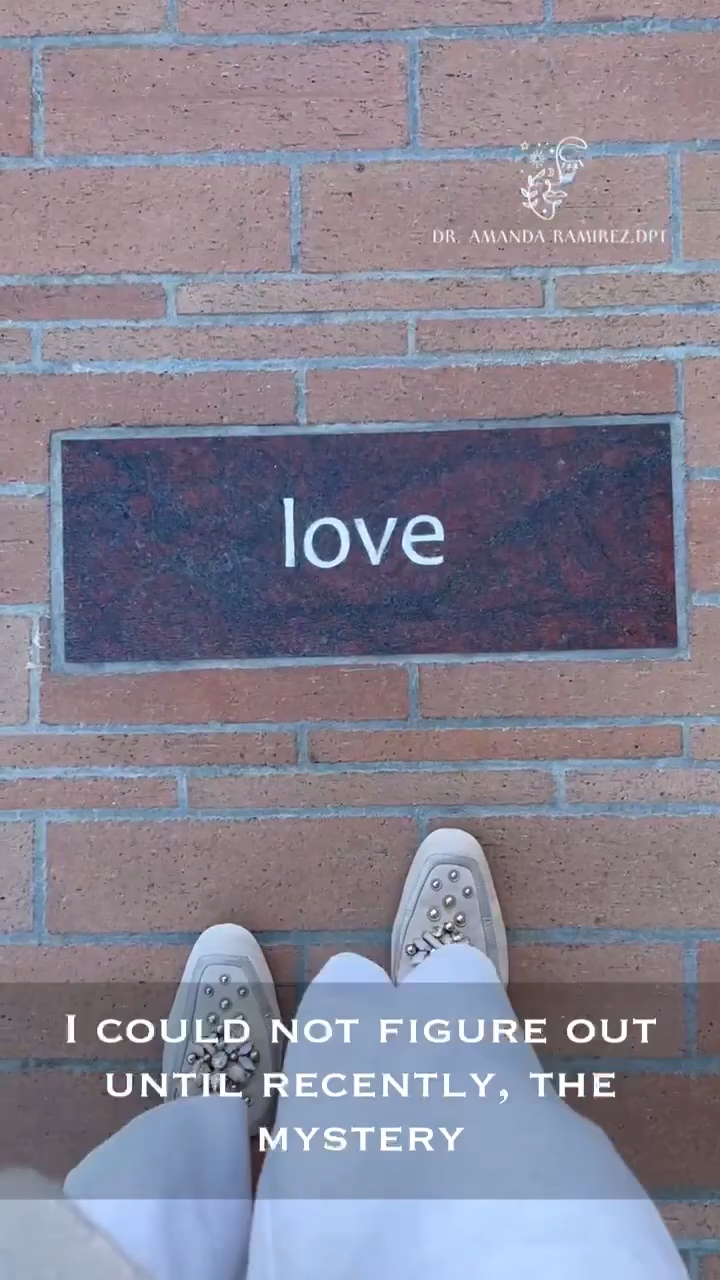 DR. AMANDA RAMIREZ,DPT
love
I COULD NOT FIGURE OUT
UNTIL RECENTLY, THE
MYSTERY